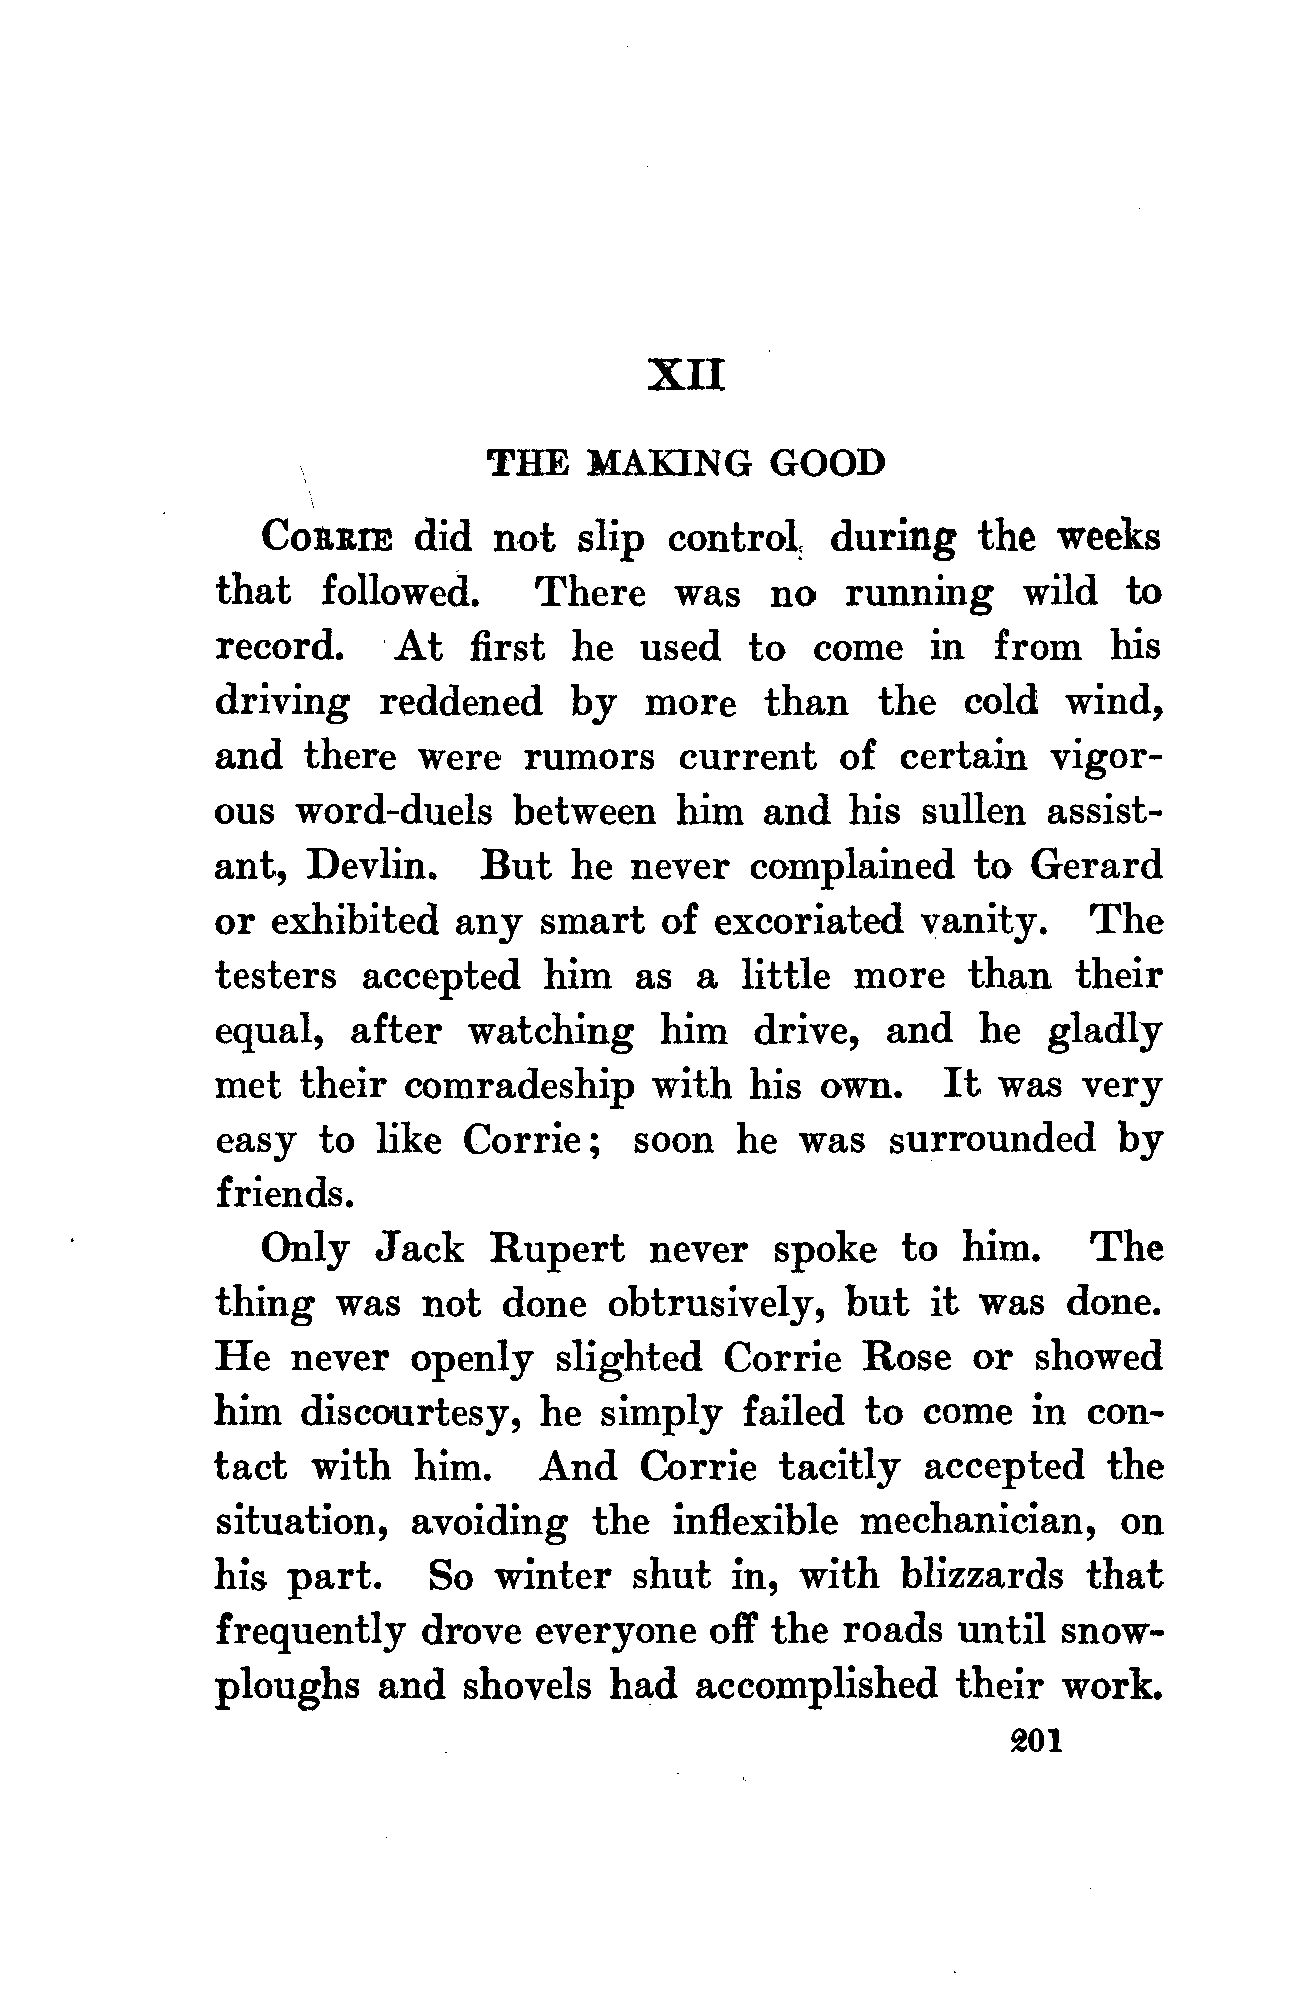 XII
THE MAKING GOOD
CORRIE did not slip control, during the weeks
that followed. There was no running wild to
record. At first he used to come in from his
driving reddened by more than the cold wind,
and there were rumors current of certain vigor-
ous word-duels between him and his sullen assist-
ant, Devlin. But he never complained to Gerard
or exhibited any smart of excoriated vanity. The
testers accepted him as a little more than their
equal, after watching him drive, and he gladly
met their comradeship with his own. It was very
easy to like Corrie; soon he was surrounded by
friends.
Only Jack Rupert never spoke to him. The
thing was not done obtrusively, but it was done.
He never openly slighted Corrie Rose or showed
him discourtesy, he simply failed to come in con-
tact with him. And Corrie tacitly accepted the
situation, avoiding the inflexible mechanician, on
his part. So winter shut in, with blizzards that
frequently drove everyone off the roads until snow-
ploughs and shovels had accomplished their work.
201